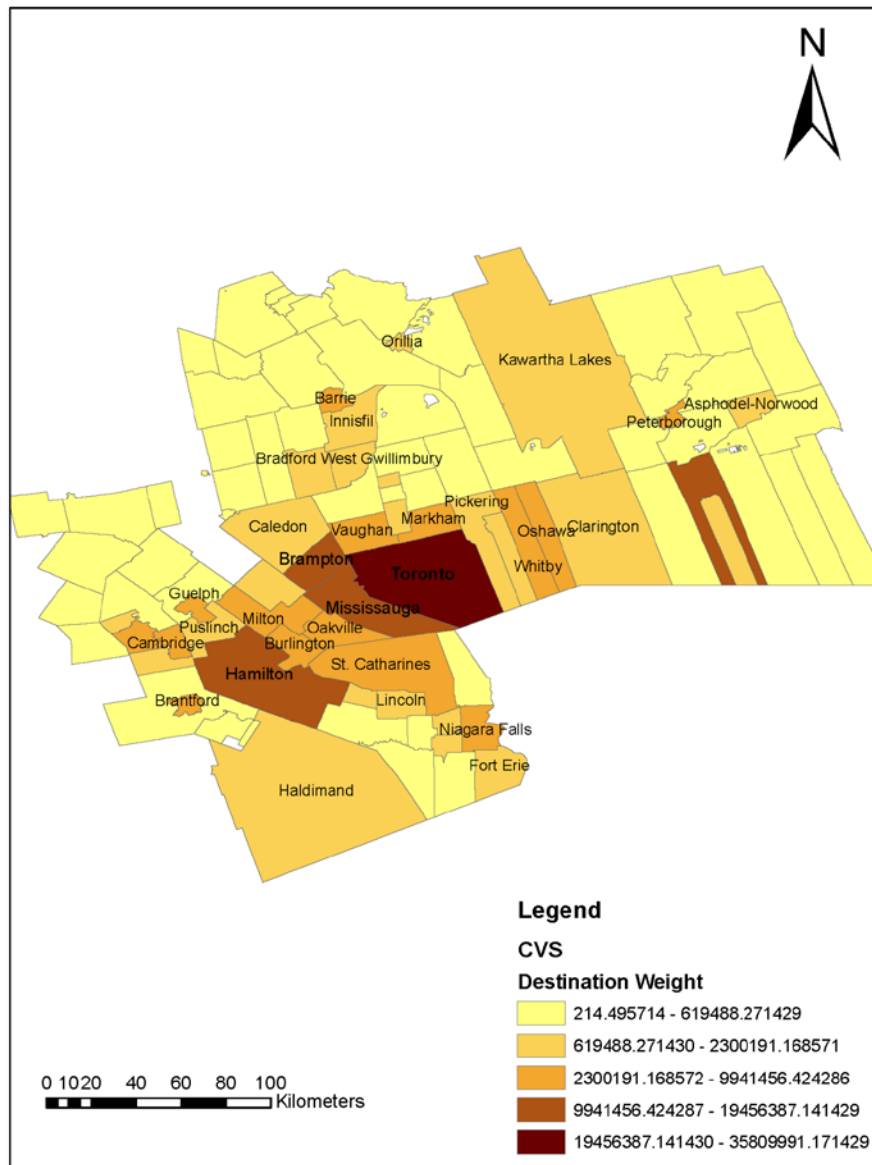 N
Orillia
Kawartha Lakes
Barrie
Asphodel-Norwood
Innisfil
Peterborough
Bradford West Gwillimbury
Pickering
Caledon
Vaughan
Markham
Oshawa
Clarington
Brampton
Toronto
Whitby
Guelph
Mississauga
Puslinch
Milton
Oakville
Cambridge
Burlington
St. Catharines
Hamilton
Brantford
Lincoln
Niagara Falls
Fort Erie
Haldimand
Legend
CVS
Destination Weight
214.495714 - 619488.271429
619488.271430 - 2300191.168571
2300191.168572 - 9941456.424286
9941456.424287 - 19456387.141429
19456387.141430 - 35809991.171429
0 10 20 40 60 80 100
Kilometers